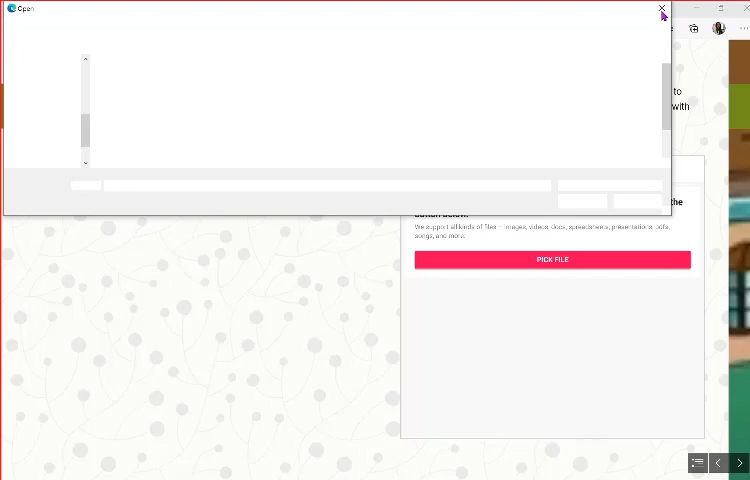 Open
to
with
the
button below.
We support all kinds of files – images, videos, docs, spreadsheets, presentations, pdfs,
songs, and more.
PICK FILE